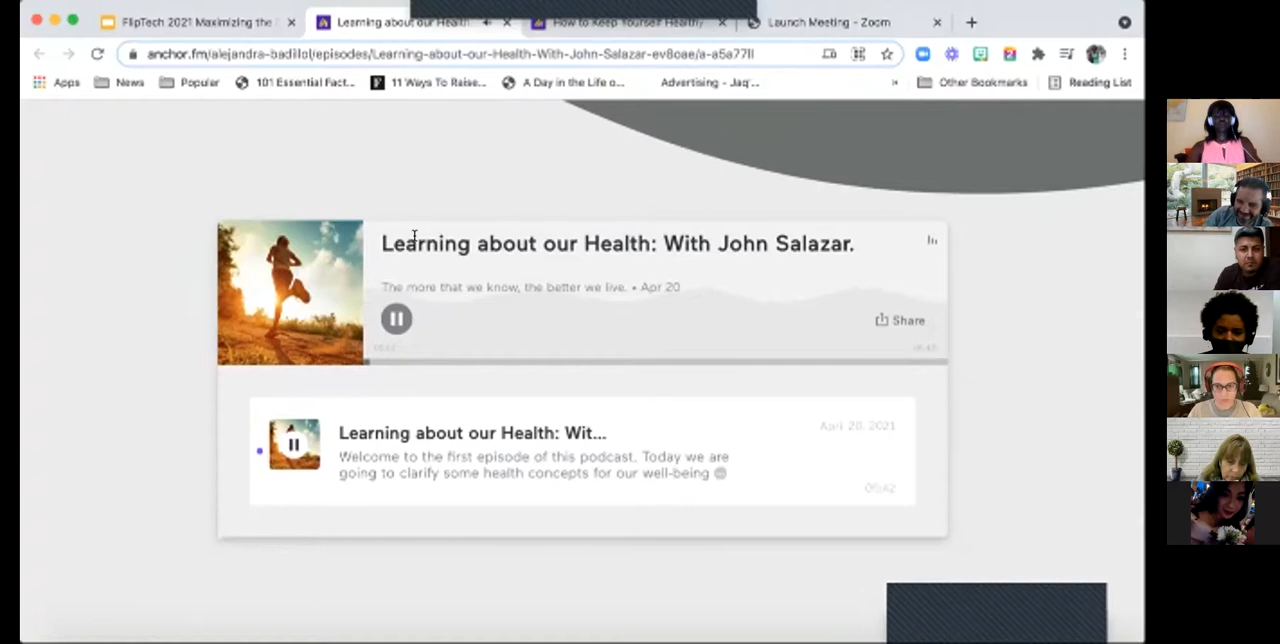 FlipTech 2021 Maximizing the
Learning about our Health
How to Keep Yourself Healthy
Launch Meeting - Zoom
anchor.fm/alejandra-badillol/episodes/Learning-about-our-Health-With-John-Salazar-ev8oae/a-a5a77ll
Apps
News
Popular
101 Essential Fact...
11 Ways To Raise...
A Day in the Life o...
Advertising - Jaq'...
»
Other Bookmarks
Reading List
Learning about our Health: With John Salazar.
The more that we know, the better we live. • Apr 20
Share
Learning about our Health: Wit...
April 20, 2021
Welcome to the first episode of this podcast. Today we are
going to clarify some health concepts for our well-being
05:42